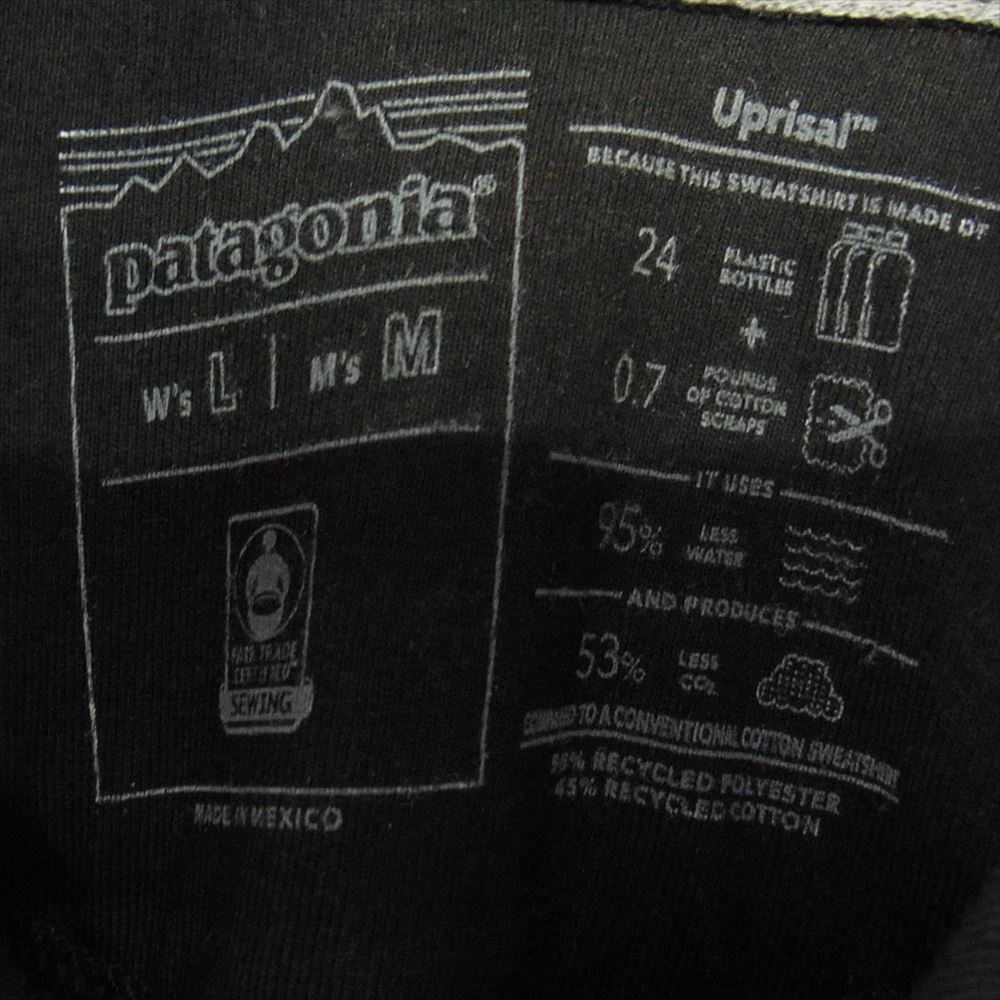 patagonia®
W's L | M's M
FAIR TRADE
CERTIFIED™
SEWING
MADE IN MEXICO
Uprisal™
BECAUSE THIS SWEATSHIRT IS MADE OF
24 PLASTIC
BOTTLES
+
0.7 POUNDS
OF COTTON
SCRAPS
IT USES
95% LESS
WATER
AND PRODUCES
53% LESS
CO₂
COMPARED TO A CONVENTIONAL COTTON SWEATSHIRT
RECYCLED POLYESTER
45% RECYCLED COTTON